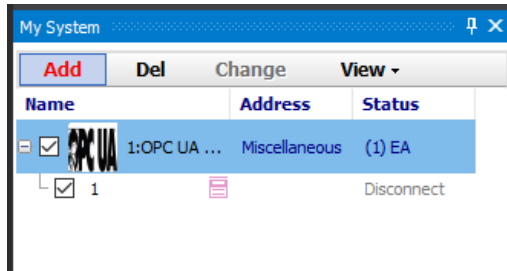 My System
Add Del Change View
Name Address Status
OPC UA 1:OPC UA ... Miscellaneous (1) EA
1 Disconnect